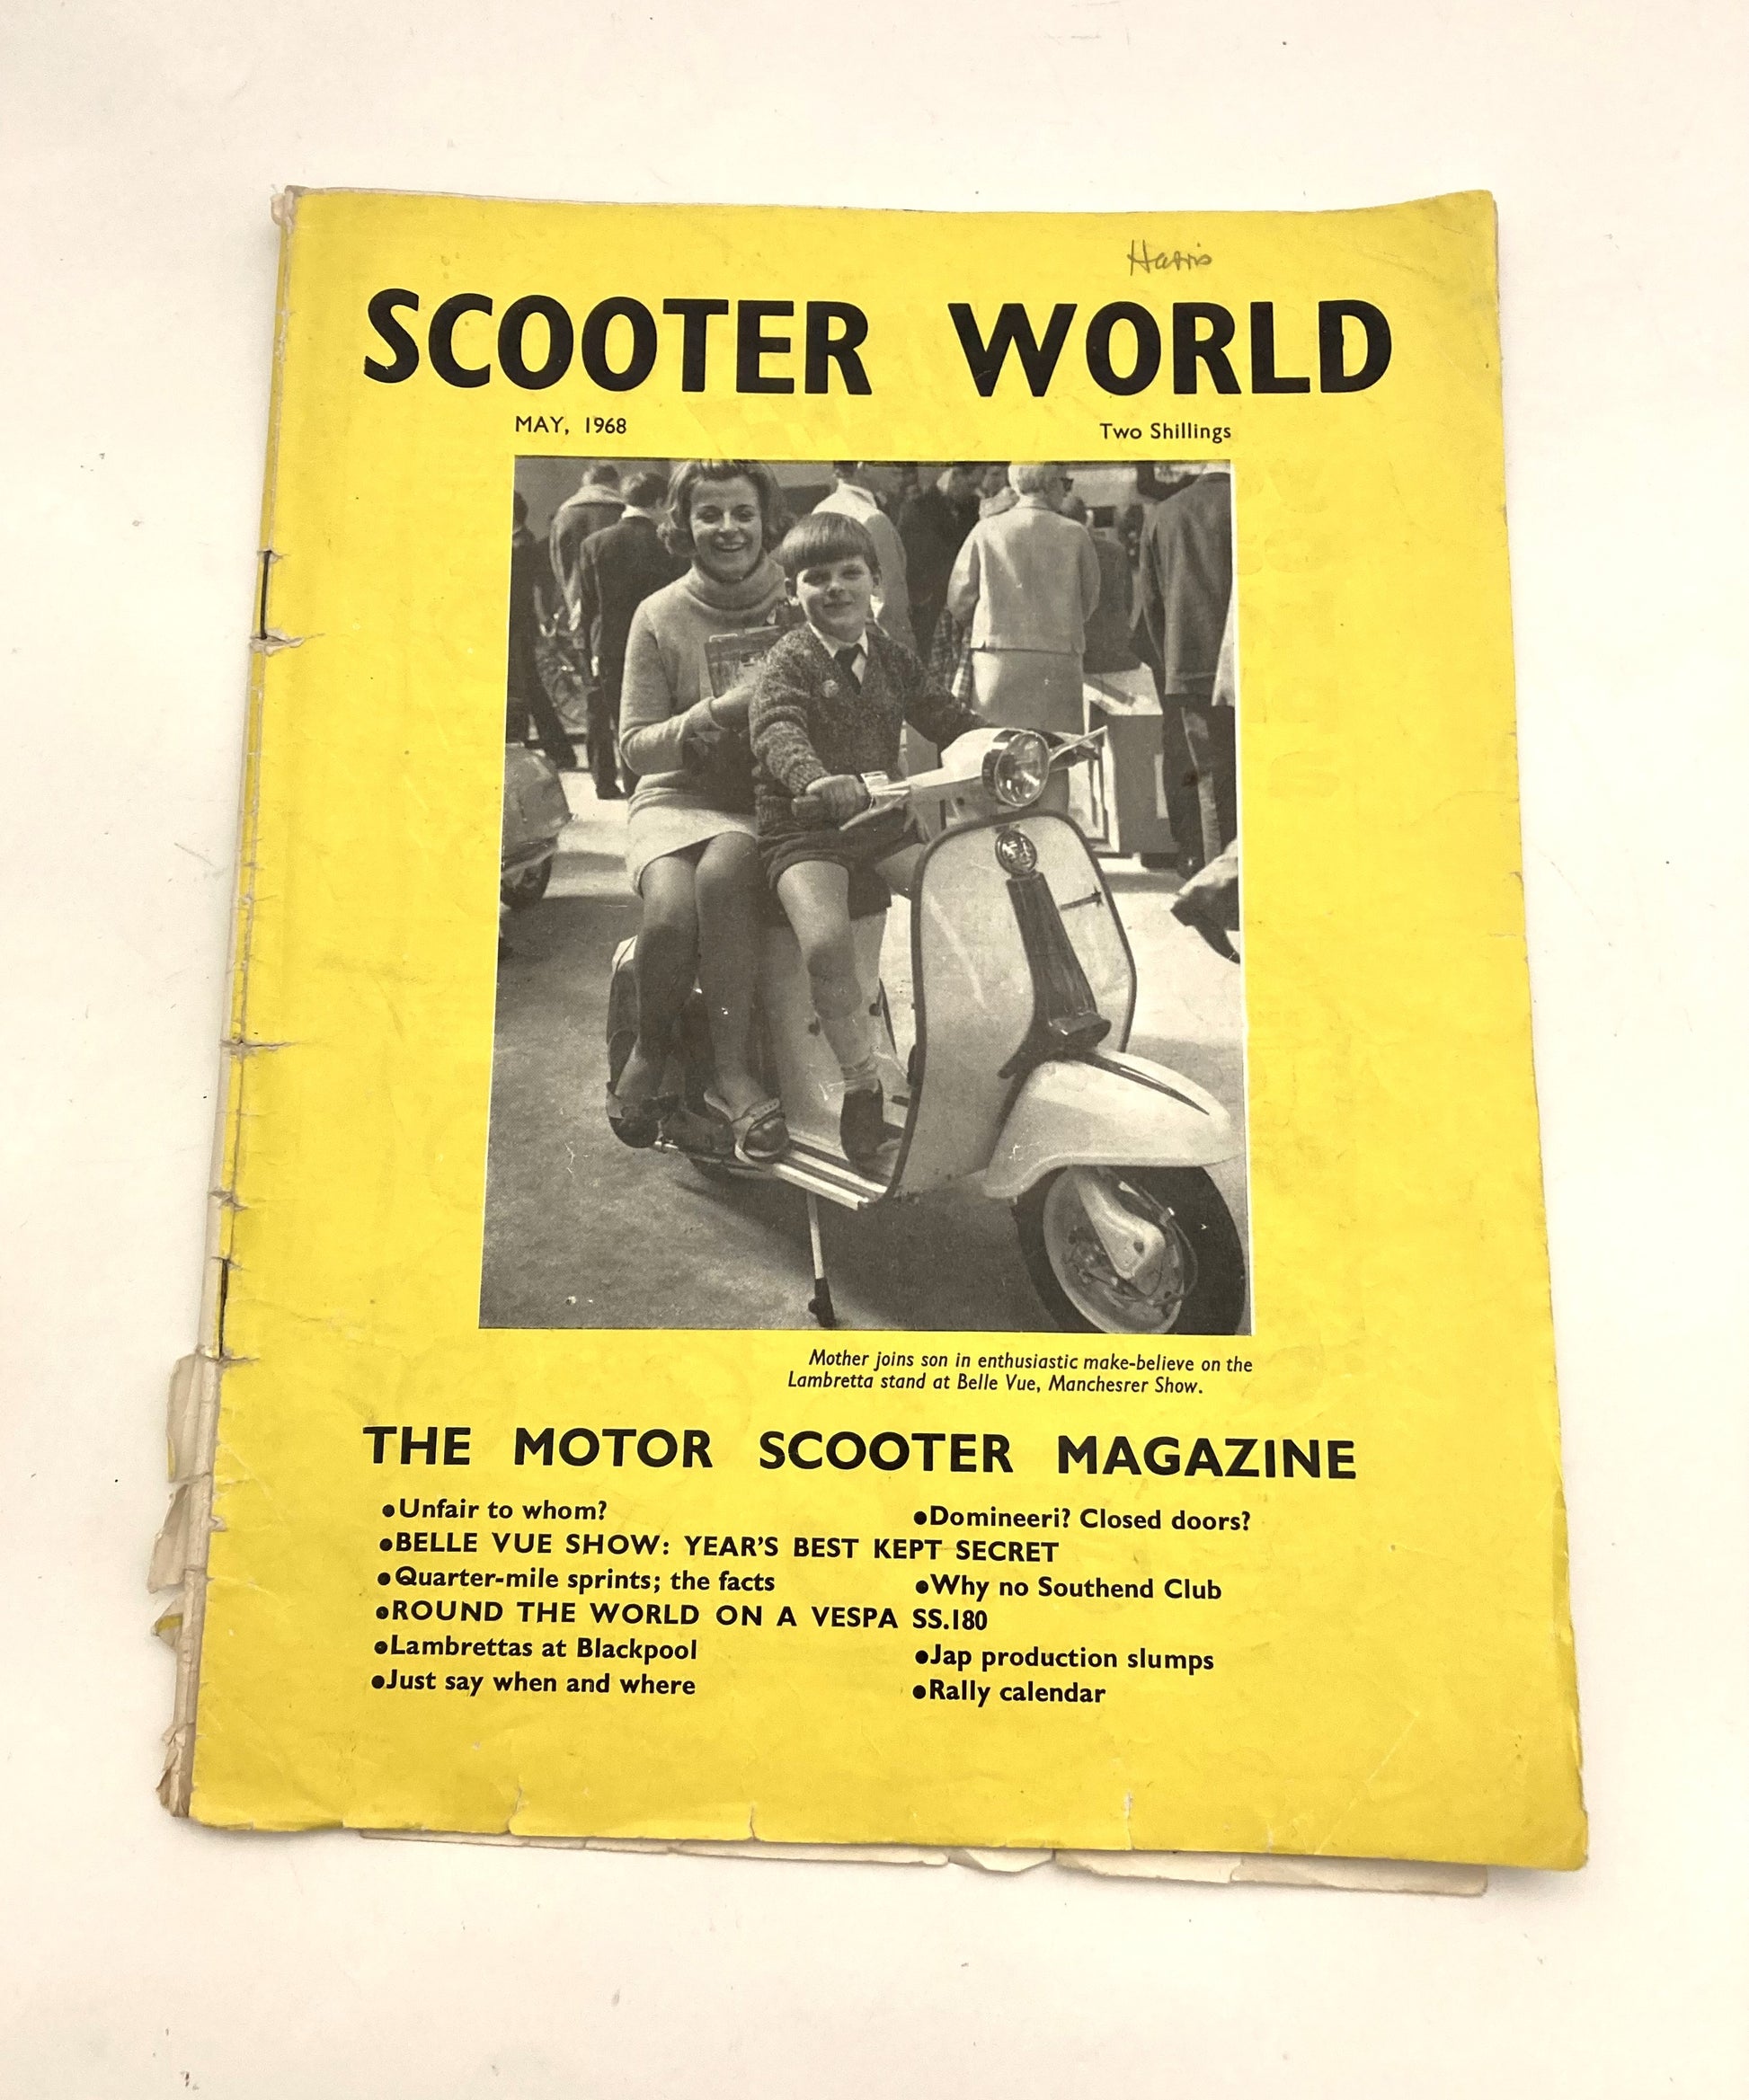 Harris
SCOOTER WORLD
MAY, 1968
Two Shillings
Mother joins son in enthusiastic make-believe on the
Lambretta stand at Belle Vue, Manchesrer Show.
THE MOTOR SCOOTER MAGAZINE
●Unfair to whom?
●Domineeri? Closed doors?
●BELLE VUE SHOW: YEAR'S BEST KEPT SECRET
●Quarter-mile sprints; the facts
●Why no Southend Club
●ROUND THE WORLD ON A VESPA SS.180
●Lambrettas at Blackpool
●Jap production slumps
●Just say when and where
●Rally calendar